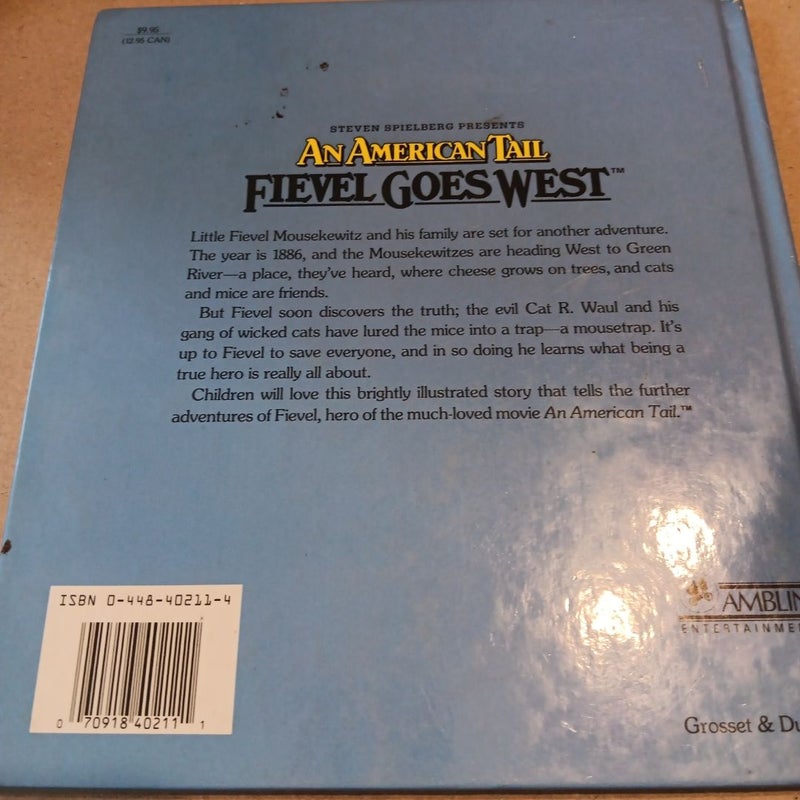 $9.95
(12.95 CAN)
STEVEN SPIELBERG PRESENTS
AN AMERICAN TAIL
FIEVEL GOES WEST™
Little Fievel Mousekewitz and his family are set for another adventure.
The year is 1886, and the Mousekewitzes are heading West to Green
River—a place, they've heard, where cheese grows on trees, and cats
and mice are friends.
But Fievel soon discovers the truth; the evil Cat R. Waul and his
gang of wicked cats have lured the mice into a trap—a mousetrap. It's
up to Fievel to save everyone, and in so doing he learns what being a
true hero is really all about.
Children will love this brightly illustrated story that tells the further
adventures of Fievel, hero of the much-loved movie An American Tail.™
ISBN 0-448-40211-4
0 70918 40211 1
AMBLIN
ENTERTAINME
Grosset & Du